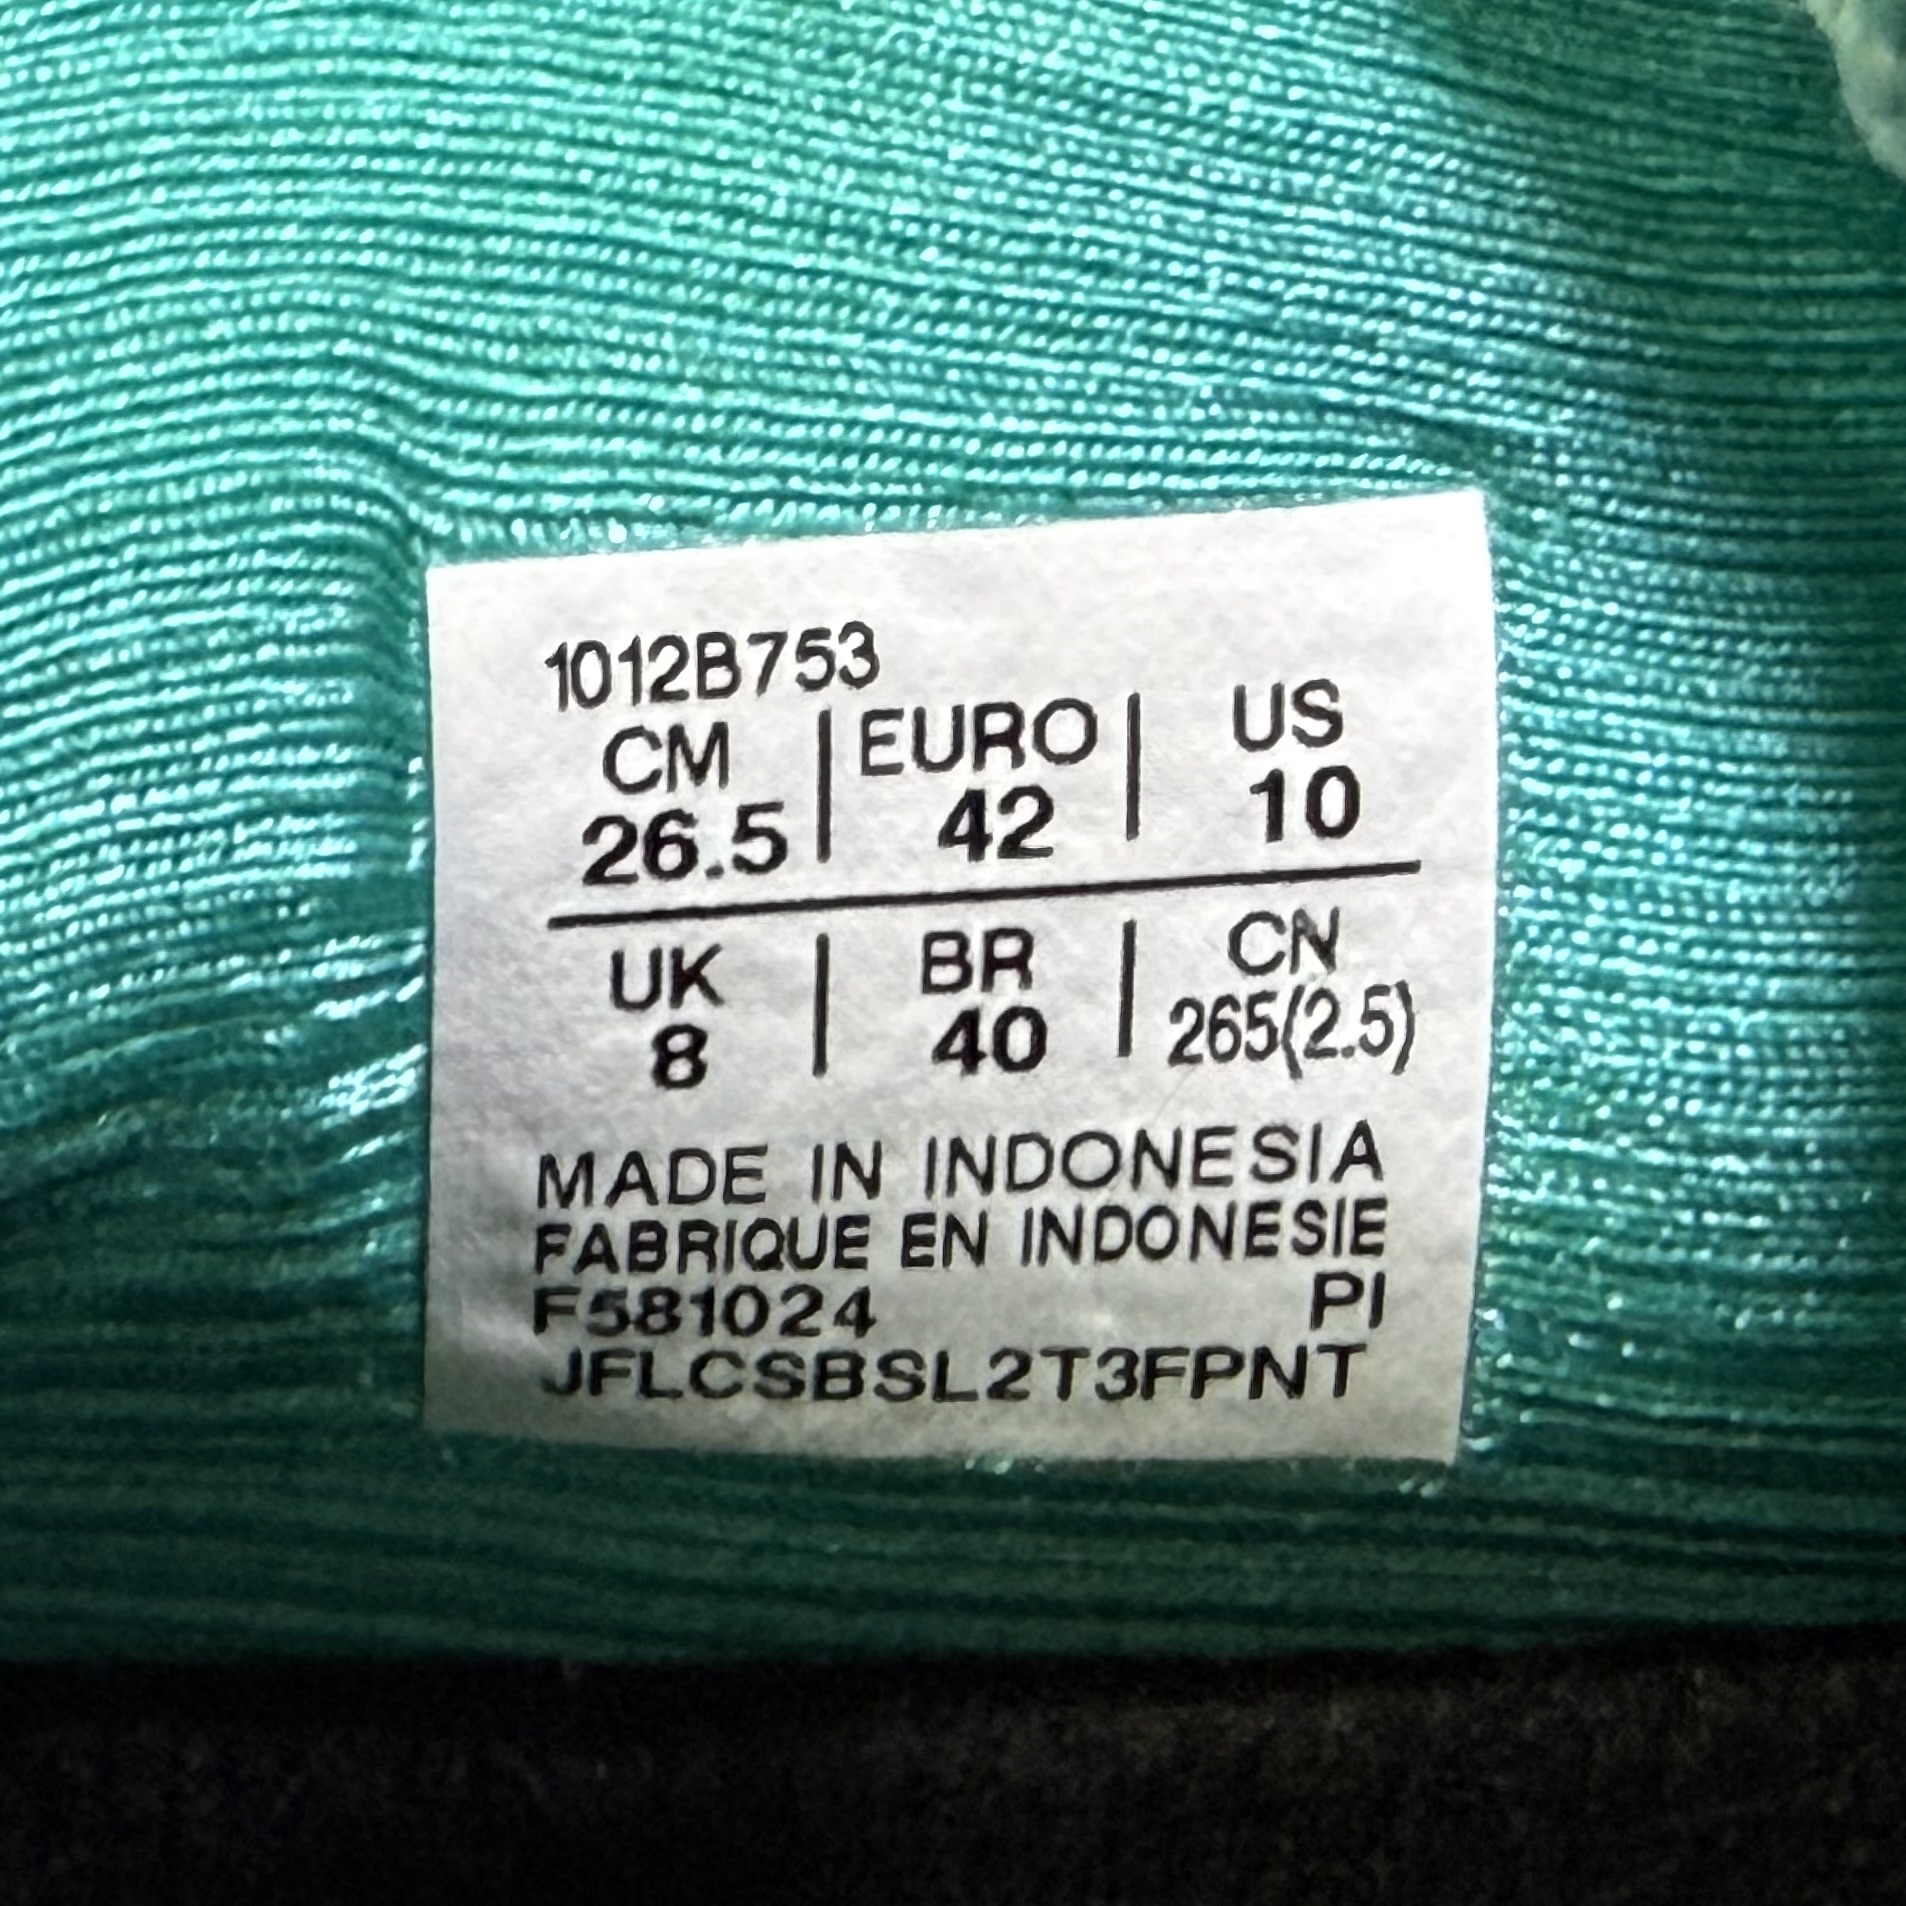 1012B753
CM | EURO | US
26.5 | 42 | 10
UK | BR | CN
8 | 40 | 265(2.5)
MADE IN INDONESIA
FABRIQUE EN INDONESIE
F581024 PI
JFLCSBSL2T3FPNT